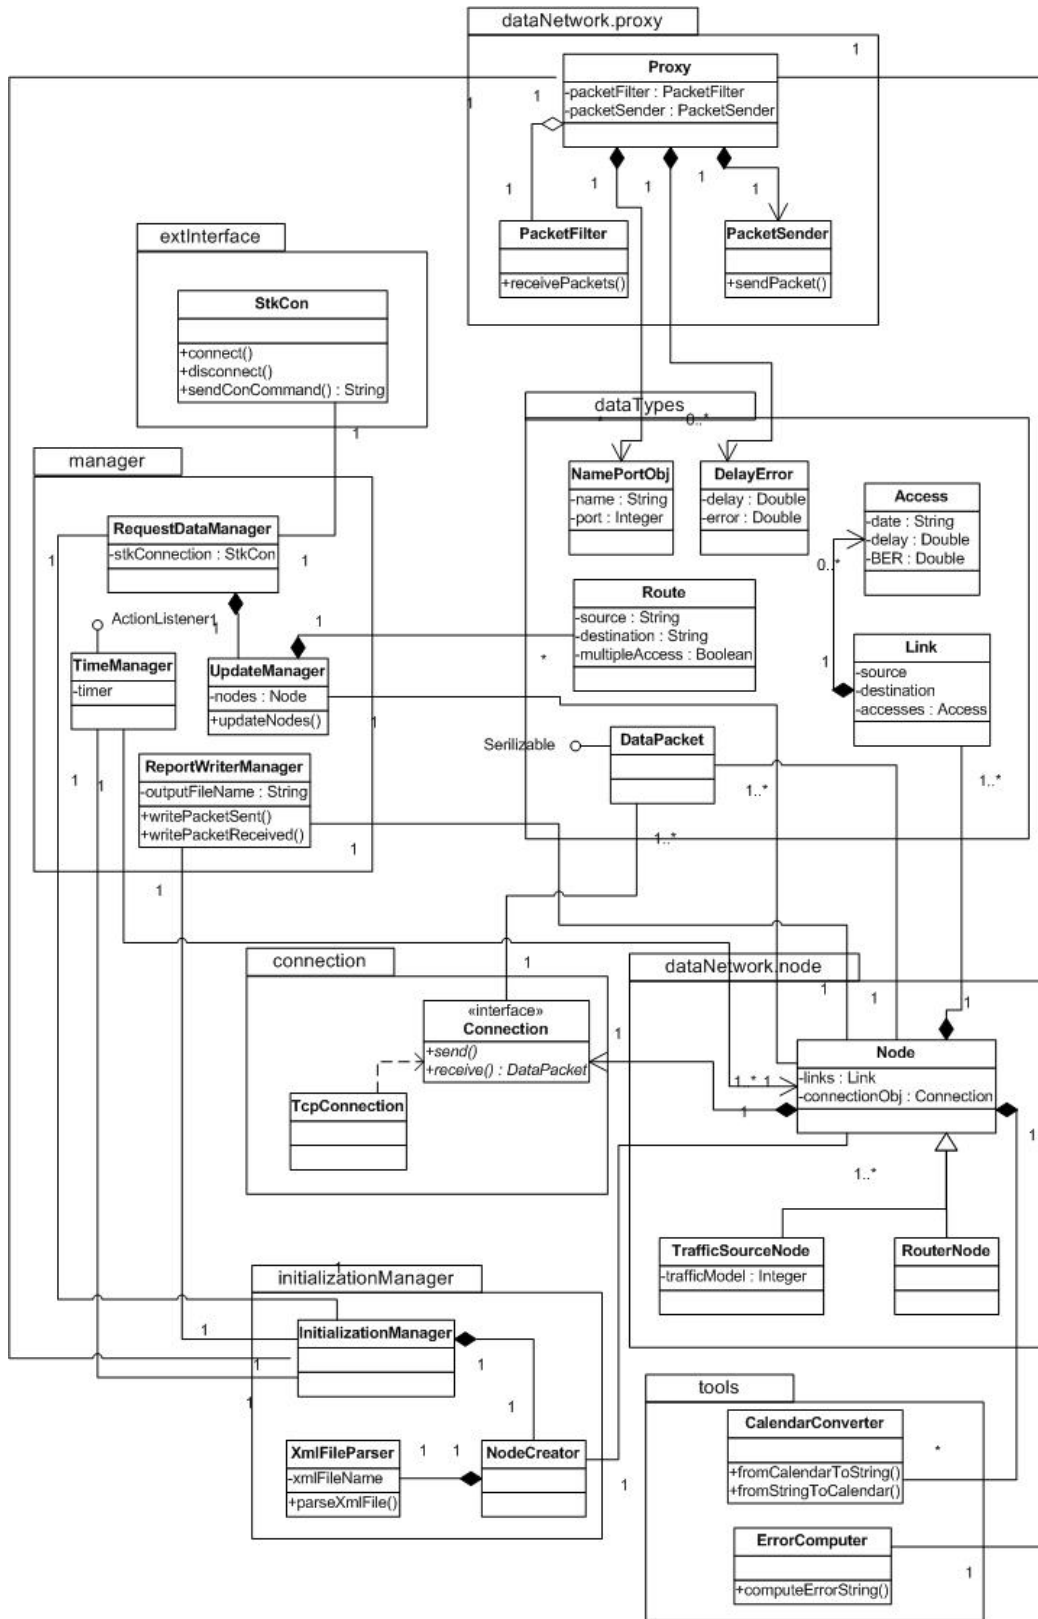 dataNetwork.proxy
1
Proxy
-packetFilter : PacketFilter
-packetSender : PacketSender
1
1
1
1
1
1
1
1
PacketFilter
+receivePackets()
PacketSender
+sendPacket()
extInterface
StkCon
+connect()
+disconnect()
+sendConCommand() : String
1
dataTypes
*
0..*
NamePortObj
-name : String
-port : Integer
DelayError
-delay : Double
-error : Double
Access
-date : String
-delay : Double
-BER : Double
0..*
manager
RequestDataManager
-stkConnection : StkCon
1
1
ActionListener
1
1
TimeManager
-timer
UpdateManager
-nodes : Node
+updateNodes()
1
1
Route
-source : String
-destination : String
-multipleAccess : Boolean
*
1
Link
-source
-destination
-accesses : Access
ReportWriterManager
-outputFileName : String
+writePacketSent()
+writePacketReceived()
1
1
1
1
Serilizable
DataPacket
1..*
1..*
1..*
connection
1
«interface»
Connection
+send()
+receive() : DataPacket
TcpConnection
1
dataNetwork.node
1
1
1
Node
-links : Link
-connectionObj : Connection
1..*
1
1
1
1..*
TrafficSourceNode
-trafficModel : Integer
RouterNode
initializationManager
1
InitializationManager
1
1
1
1
1
XmlFileParser
-xmlFileName
+parseXmlFile()
1
1
NodeCreator
1
tools
CalendarConverter
+fromCalendarToString()
+fromStringToCalendar()
*
ErrorComputer
+computeErrorString()
1